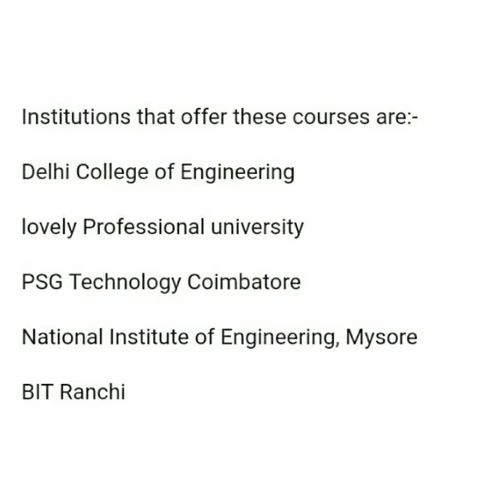 Institutions that offer these courses are:-
Delhi College of Engineering
lovely Professional university
PSG Technology Coimbatore
National Institute of Engineering, Mysore
BIT Ranchi